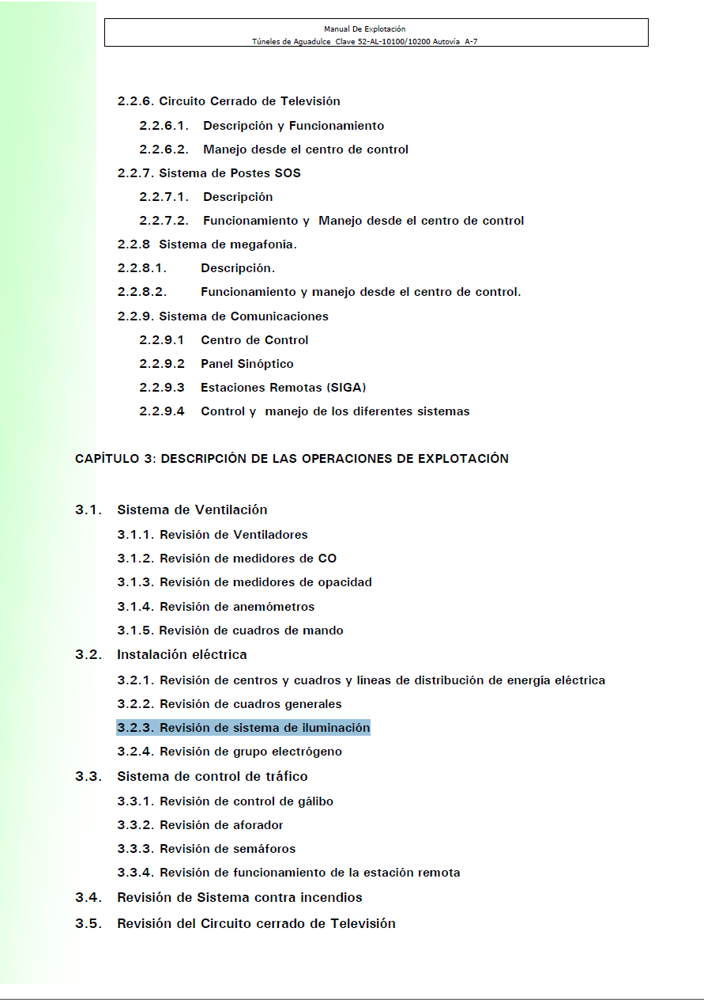 Manual De Explotación
Túneles de Aguadulce Clave 52-AL-10100/10200 Autovía A-7
2.2.6. Circuito Cerrado de Televisión
2.2.6.1. Descripción y Funcionamiento
2.2.6.2. Manejo desde el centro de control
2.2.7. Sistema de Postes SOS
2.2.7.1. Descripción
2.2.7.2. Funcionamiento y Manejo desde el centro de control
2.2.8 Sistema de megafonía.
2.2.8.1. Descripción.
2.2.8.2. Funcionamiento y manejo desde el centro de control.
2.2.9. Sistema de Comunicaciones
2.2.9.1 Centro de Control
2.2.9.2 Panel Sinóptico
2.2.9.3 Estaciones Remotas (SIGA)
2.2.9.4 Control y manejo de los diferentes sistemas
CAPÍTULO 3: DESCRIPCIÓN DE LAS OPERACIONES DE EXPLOTACIÓN
3.1. Sistema de Ventilación
3.1.1. Revisión de Ventiladores
3.1.2. Revisión de medidores de CO
3.1.3. Revisión de medidores de opacidad
3.1.4. Revisión de anemómetros
3.1.5. Revisión de cuadros de mando
3.2. Instalación eléctrica
3.2.1. Revisión de centros y cuadros y líneas de distribución de energía eléctrica
3.2.2. Revisión de cuadros generales
3.2.3. Revisión de sistema de iluminación
3.2.4. Revisión de grupo electrógeno
3.3. Sistema de control de tráfico
3.3.1. Revisión de control de gálibo
3.3.2. Revisión de aforador
3.3.3. Revisión de semáforos
3.3.4. Revisión de funcionamiento de la estación remota
3.4. Revisión de Sistema contra incendios
3.5. Revisión del Circuito cerrado de Televisión